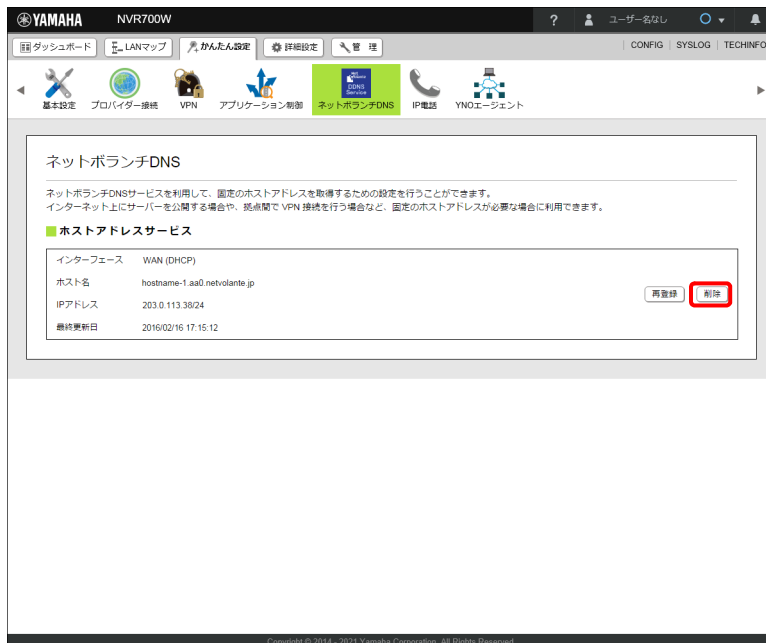 YAMAHA NVR700W ? ユーザー名なし
ダッシュボード LANマップ かんたん設定 詳細設定 管 理 CONFIG SYSLOG TECHINFO
Net Volante DDNS Service
基本設定 プロバイダー接続 VPN アプリケーション制御 ネットボランチDNS IP電話 YNOエージェント
ネットボランチDNS
ネットボランチDNSサービスを利用して、固定のホストアドレスを取得するための設定を行うことができます。
インターネット上にサーバーを公開する場合や、拠点間で VPN 接続を行う場合など、固定のホストアドレスが必要な場合に利用できます。
ホストアドレスサービス
インターフェース WAN (DHCP)
ホスト名 hostname-1.aa0.netvolante.jp
再登録 削除
IPアドレス 203.0.113.38/24
最終更新日 2016/02/16 17:15:12
Copyright © 2014 - 2021 Yamaha Corporation. All Rights Reserved.